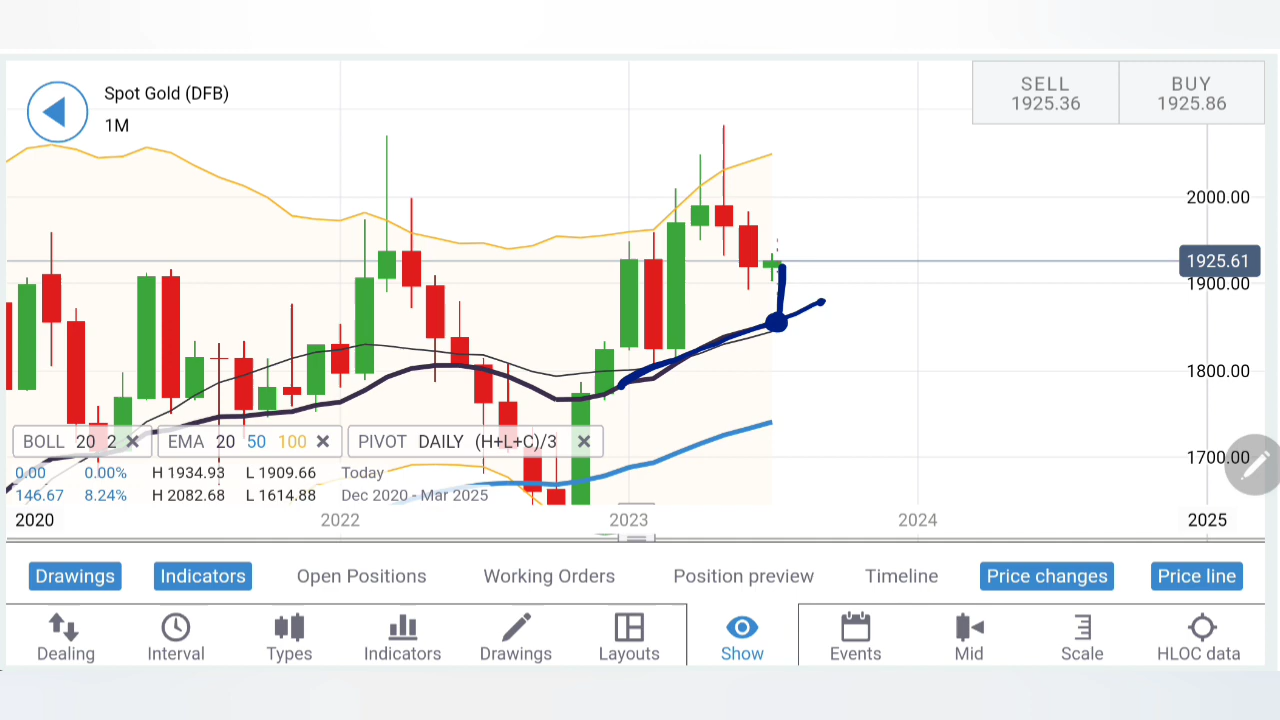 Spot Gold (DFB)
1M
SELL
1925.36
BUY
1925.86
2000.00
1925.61
1900.00
1800.00
1700.00
BOLL 20 2
EMA 20 50 100
PIVOT DAILY (H+L+C)/3
0.00 0.00% H 1934.93 L 1909.66 Today
146.67 8.24% H 2082.68 L 1614.88 Dec 2020 - Mar 2025
2020 2022 2023 2024 2025
Drawings Indicators Open Positions Working Orders Position preview Timeline Price changes Price line
Dealing Interval Types Indicators Drawings Layouts Show Events Mid Scale HLOC data